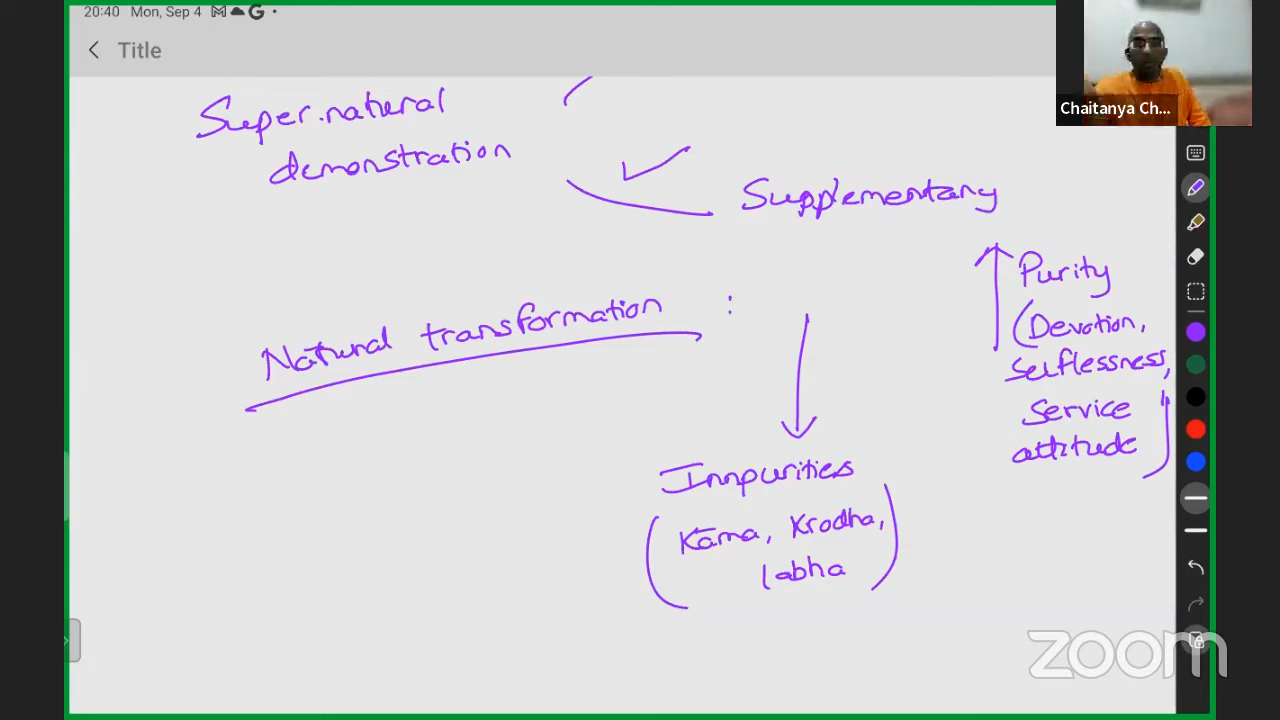 20:40 Mon, Sep 4
Title
Chaitanya Ch...
Super.natural
demonstration
Supplementary
Purity
(Devotion,
Selflessness,
Service
attitude)
Natural transformation :
Impurities
(Kama, Krodha,
labha)
zoom